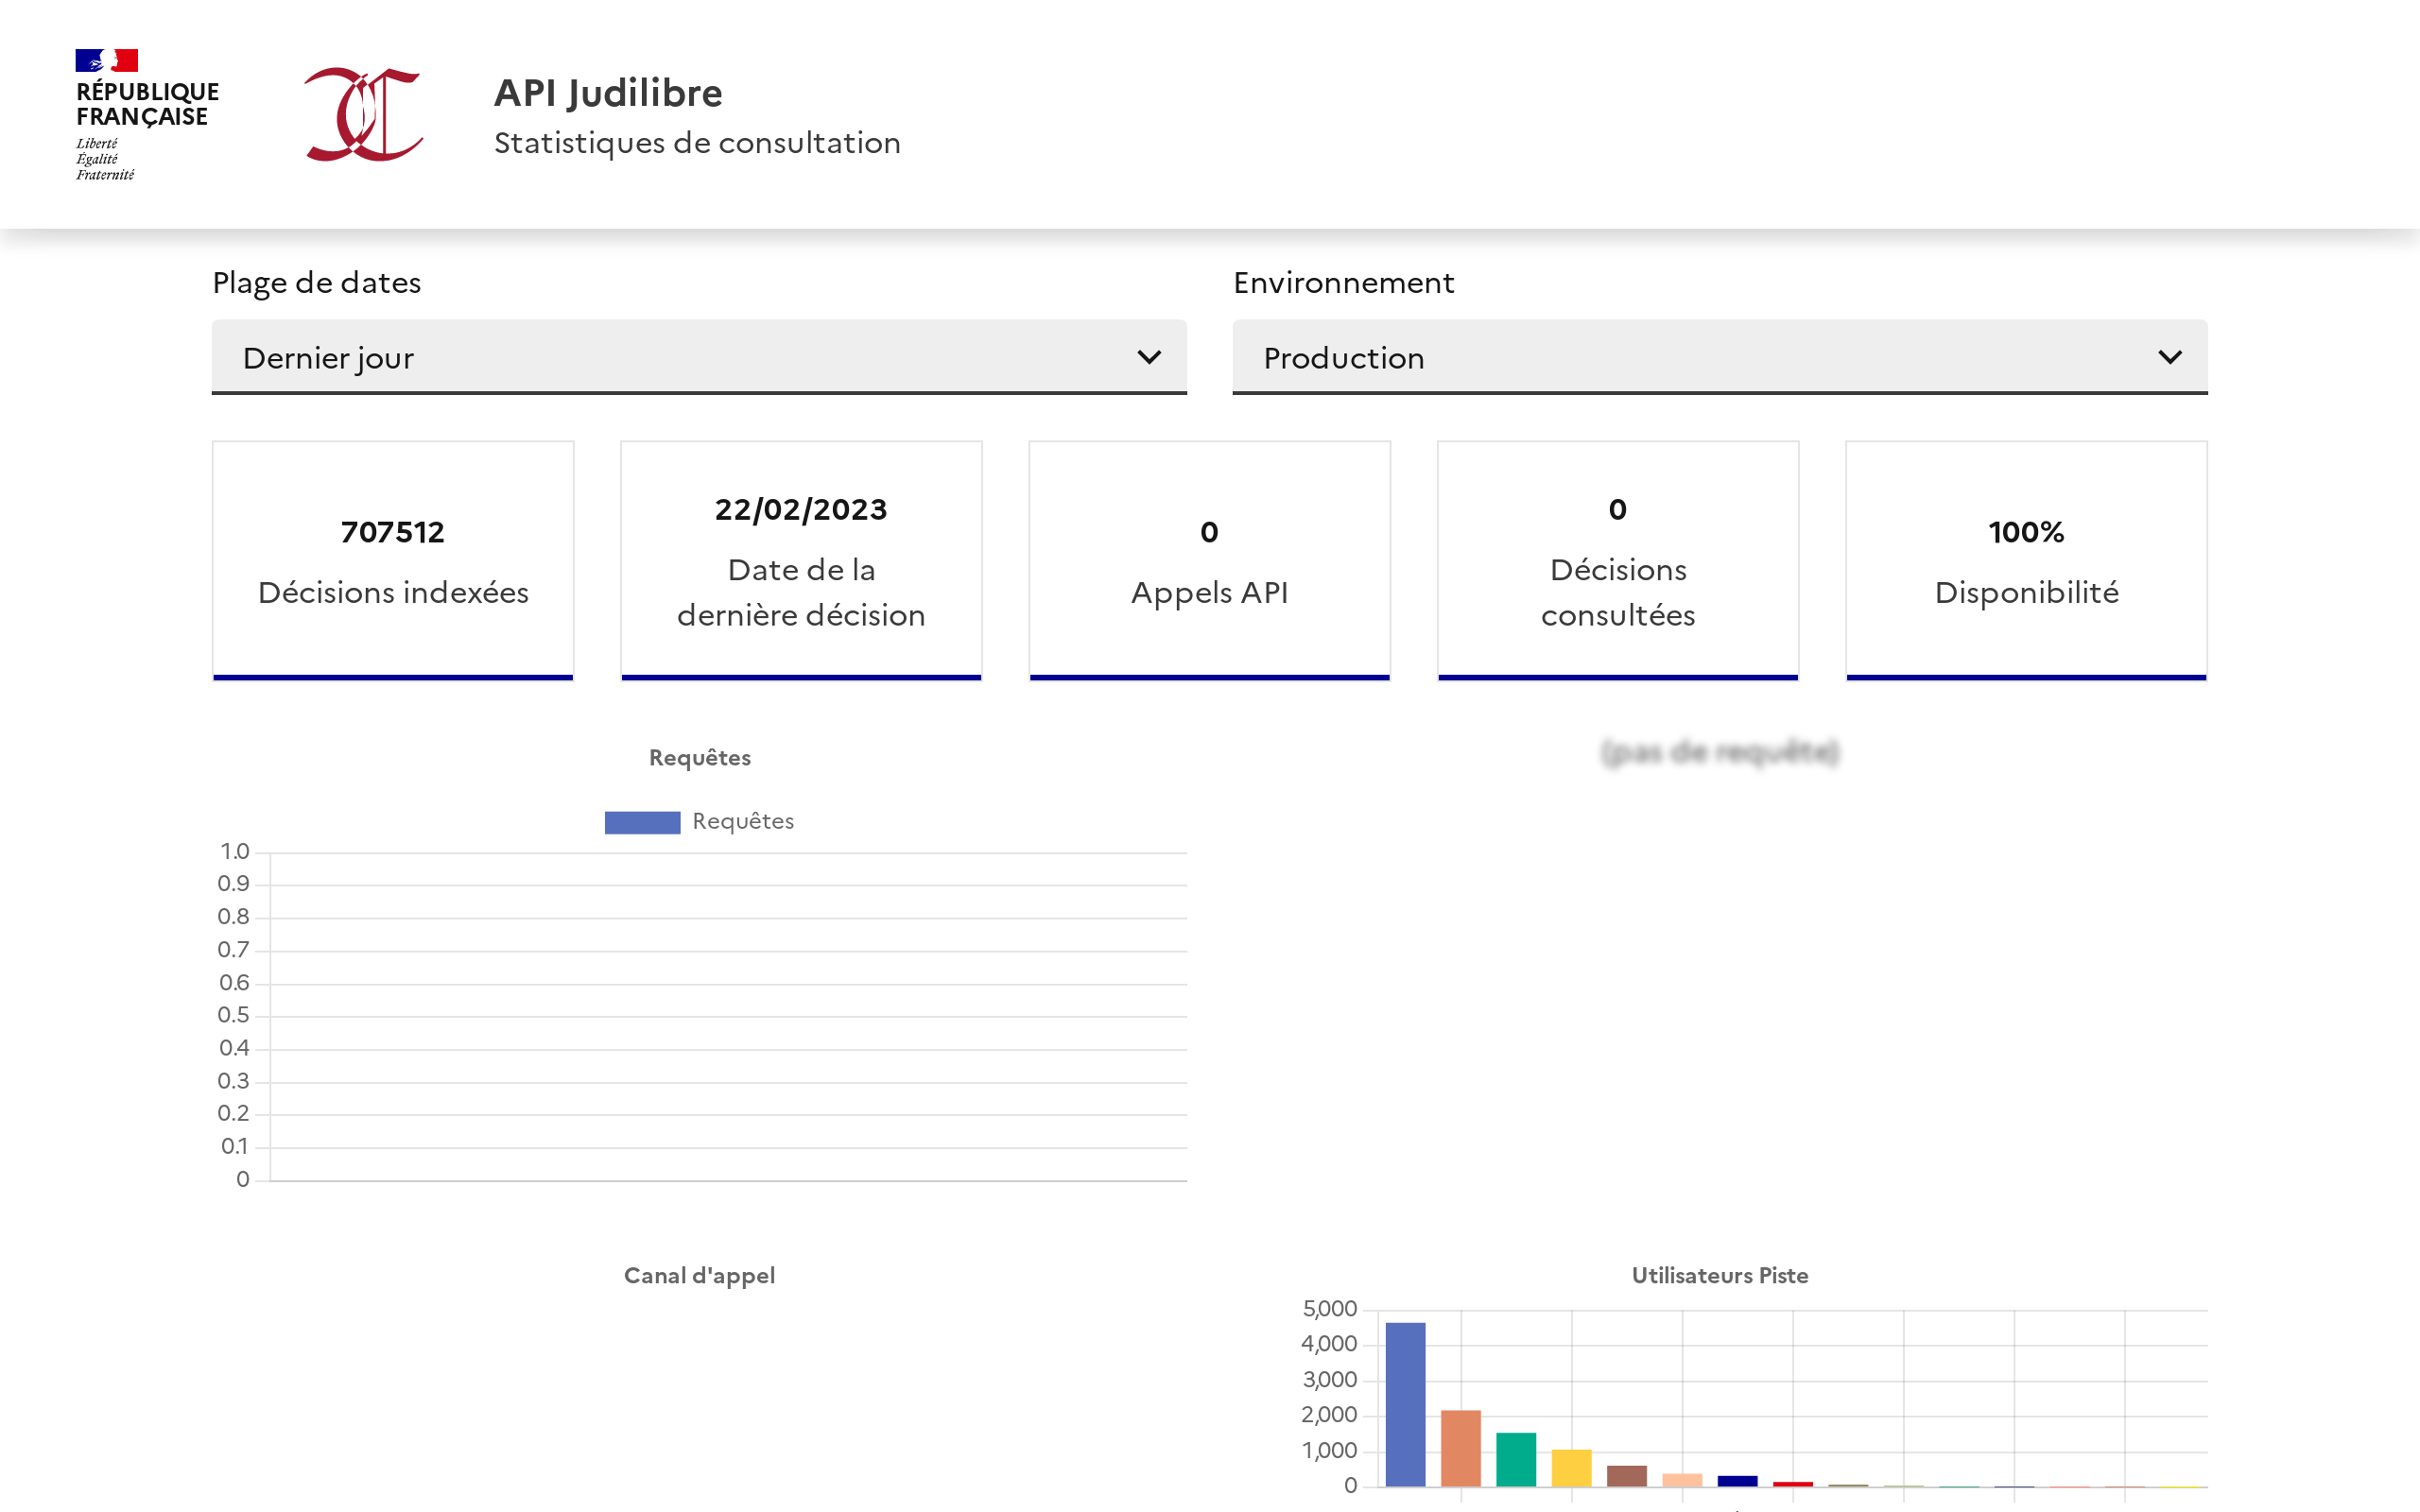 RÉPUBLIQUE
FRANÇAISE
Liberté
Égalité
Fraternité
API Judilibre
Statistiques de consultation
Plage de dates
Dernier jour
Environnement
Production
707512
Décisions indexées
22/02/2023
Date de la
dernière décision
0
Appels API
0
Décisions
consultées
100%
Disponibilité
Requêtes
Requêtes
1.0
0.9
0.8
0.7
0.6
0.5
0.4
0.3
0.2
0.1
0
(pas de requête)
Canal d'appel
Utilisateurs Piste
5,000
4,000
3,000
2,000
1,000
0